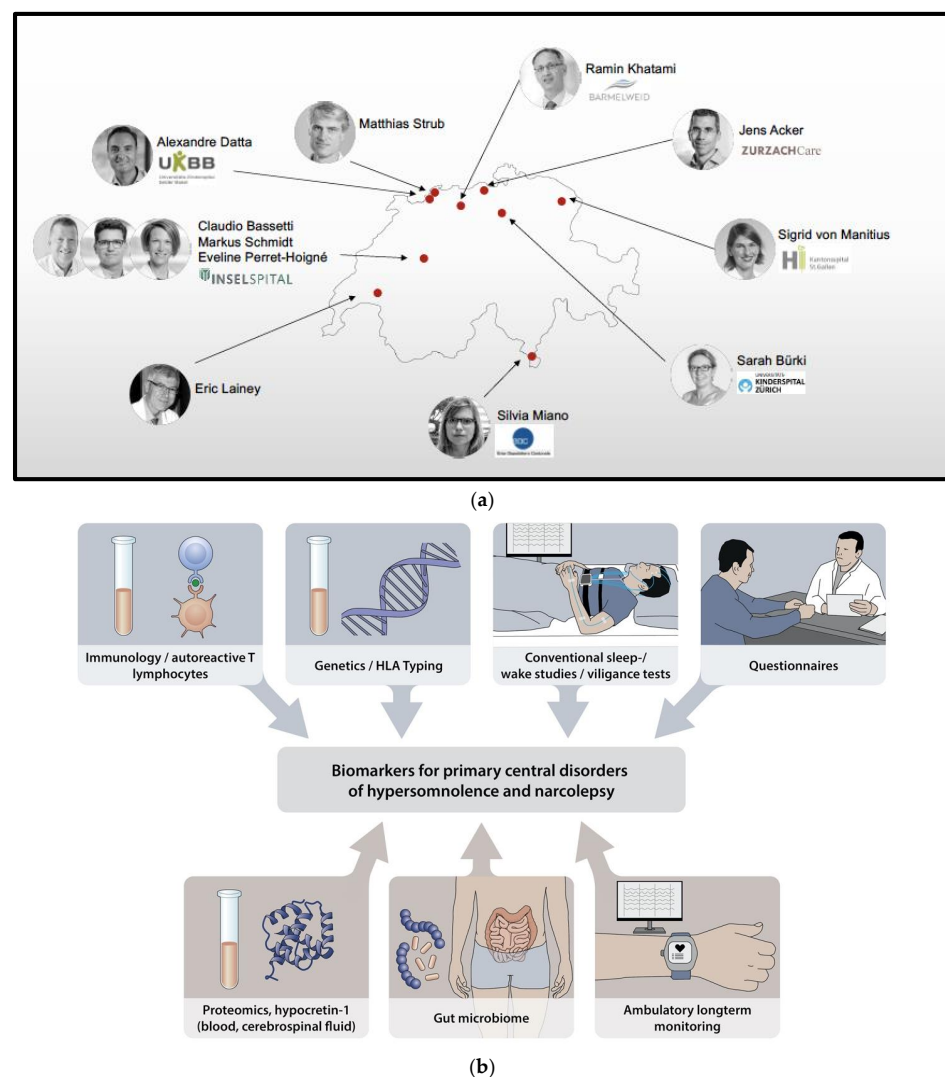 Ramin Khatami
BARMELWEID
Matthias Strub
Jens Acker
ZURZACHCare
Alexandre Datta
UKBB
Claudio Bassetti
Markus Schmidt
Eveline Perret-Hoigné
INSELSPITAL
Sigrid von Manitius
Kantonsspital
St.Gallen
Eric Lainey
Sarah Bürki
UNIVERSITÄTS-
KINDERSPITAL
ZÜRICH
Silvia Miano
EOC
(a)
Immunology / autoreactive T
lymphocytes
Genetics / HLA Typing
Conventional sleep-/
wake studies / viligance tests
Questionnaires
Biomarkers for primary central disorders
of hypersomnolence and narcolepsy
Proteomics, hypocretin-1
(blood, cerebrospinal fluid)
Gut microbiome
Ambulatory longterm
monitoring
(b)